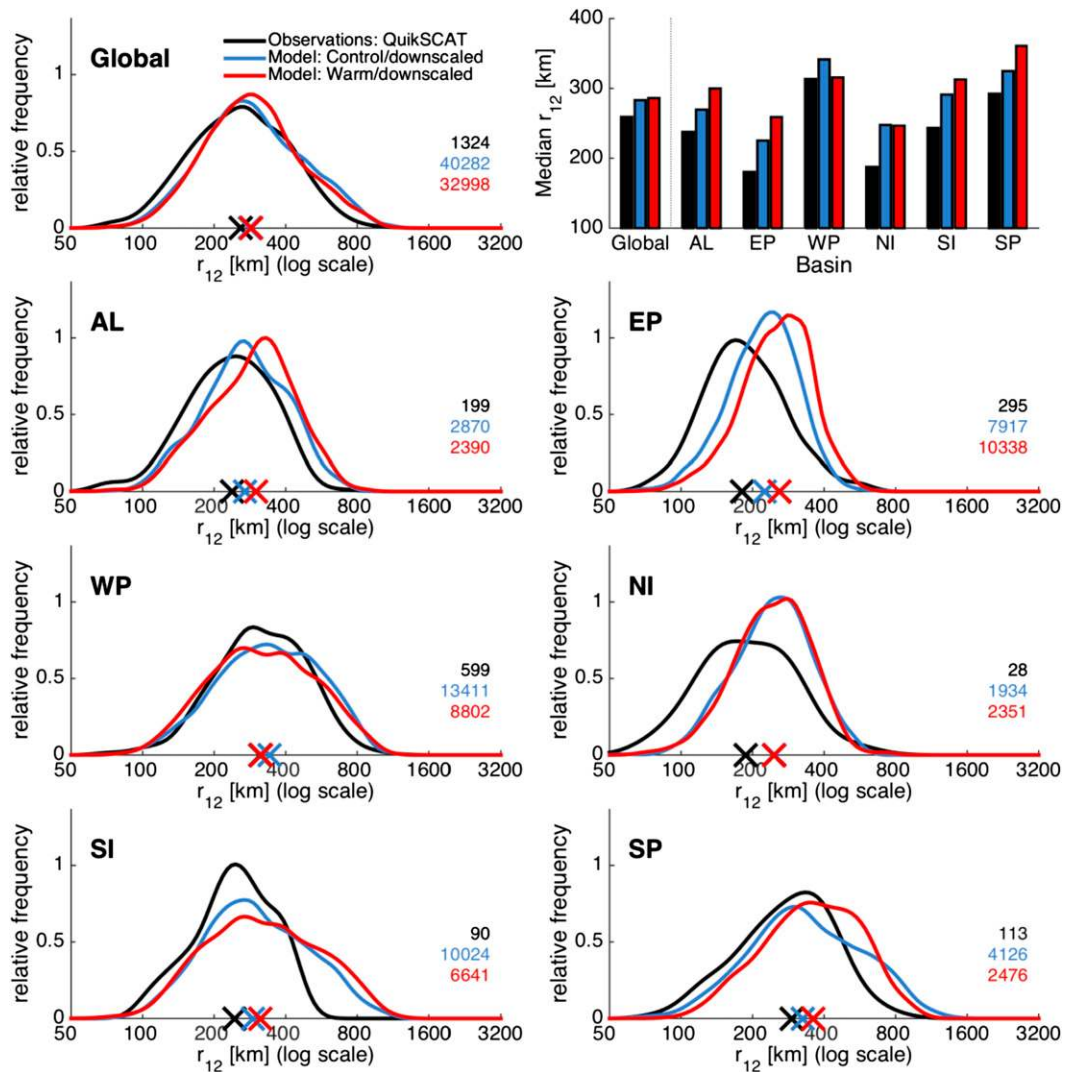 Global
Observations: QuikSCAT
Model: Control/downscaled
Model: Warm/downscaled
relative frequency
1
0.5
0
1324
40282
32998
50 100 200 400 800 1600 3200
r12 [km] (log scale)
Median r12 [km]
400
300
200
100
Global AL EP WP NI SI SP
Basin
AL
relative frequency
1
0.5
0
199
2870
2390
50 100 200 400 800 1600 3200
r12 [km] (log scale)
EP
relative frequency
1
0.5
0
295
7917
10338
50 100 200 400 800 1600 3200
r12 [km] (log scale)
WP
relative frequency
1
0.5
0
599
13411
8802
50 100 200 400 800 1600 3200
r12 [km] (log scale)
NI
relative frequency
1
0.5
0
28
1934
2351
50 100 200 400 800 1600 3200
r12 [km] (log scale)
SI
relative frequency
1
0.5
0
90
10024
6641
50 100 200 400 800 1600 3200
r12 [km] (log scale)
SP
relative frequency
1
0.5
0
113
4126
2476
50 100 200 400 800 1600 3200
r12 [km] (log scale)